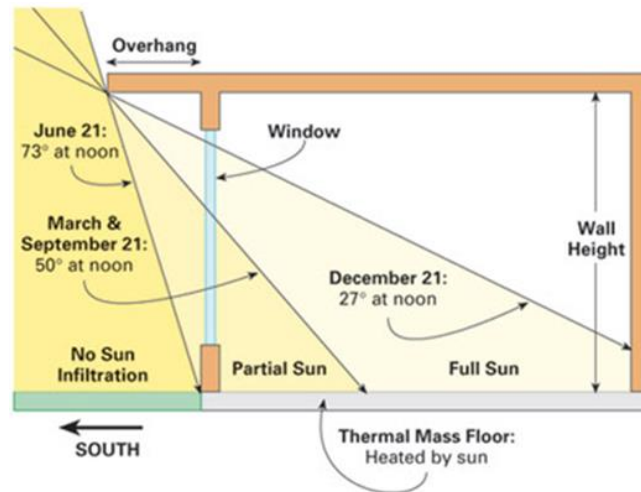 Overhang
June 21:
73° at noon
Window
March &
September 21:
50° at noon
Wall
Height
December 21:
27° at noon
No Sun
Infiltration
Partial Sun
Full Sun
SOUTH
Thermal Mass Floor:
Heated by sun